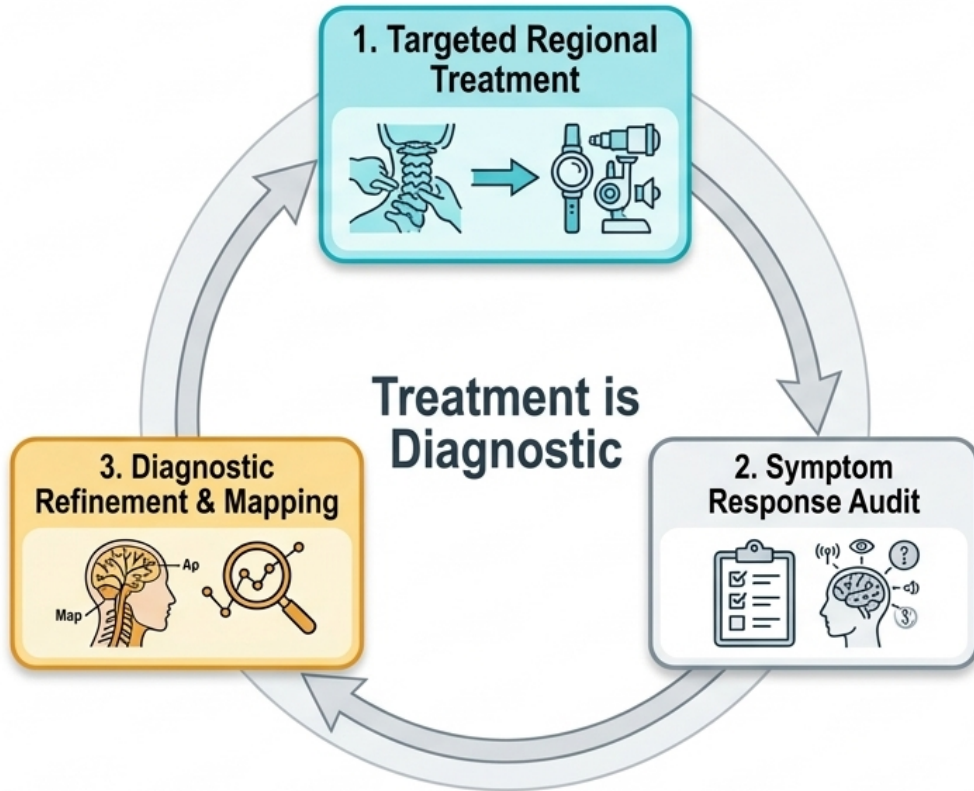 1. Targeted Regional
Treatment
Treatment is
Diagnostic
3. Diagnostic
Refinement & Mapping
Ap
Map
2. Symptom
Response Audit
?